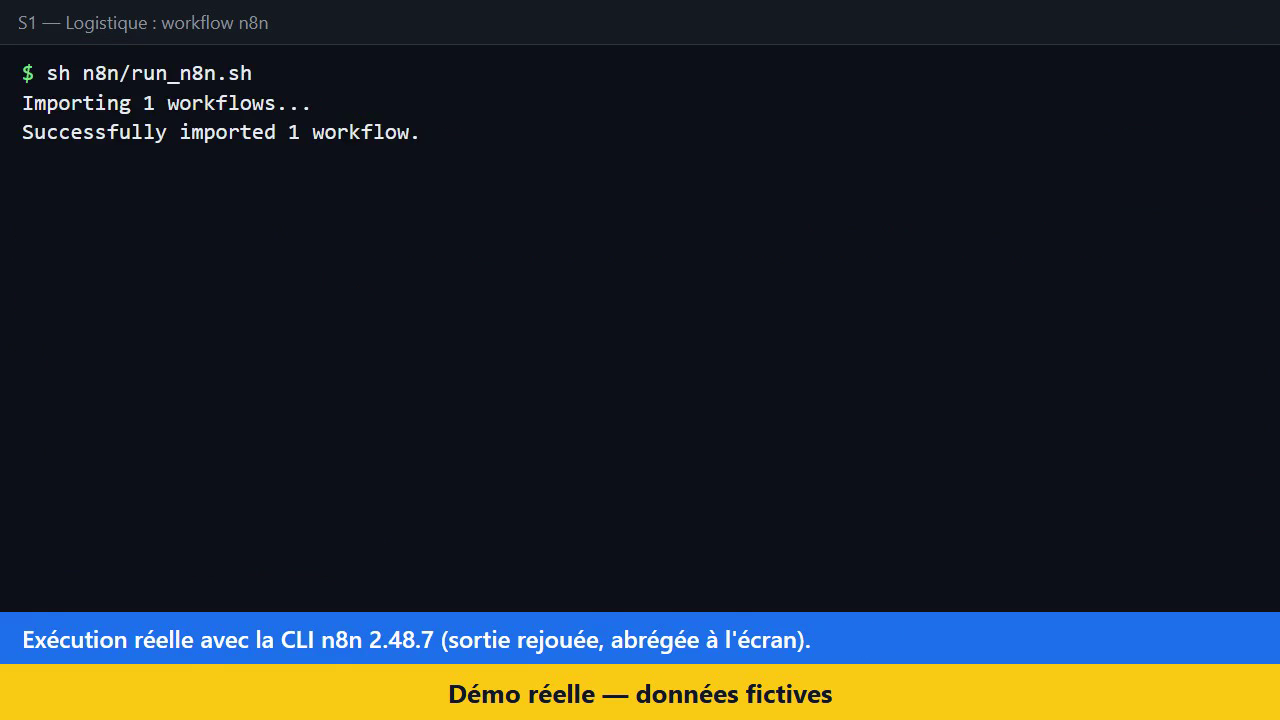 S1 — Logistique : workflow n8n
$ sh n8n/run_n8n.sh
Importing 1 workflows...
Successfully imported 1 workflow.
Exécution réelle avec la CLI n8n 2.48.7 (sortie rejouée, abrégée à l'écran).
Démo réelle — données fictives